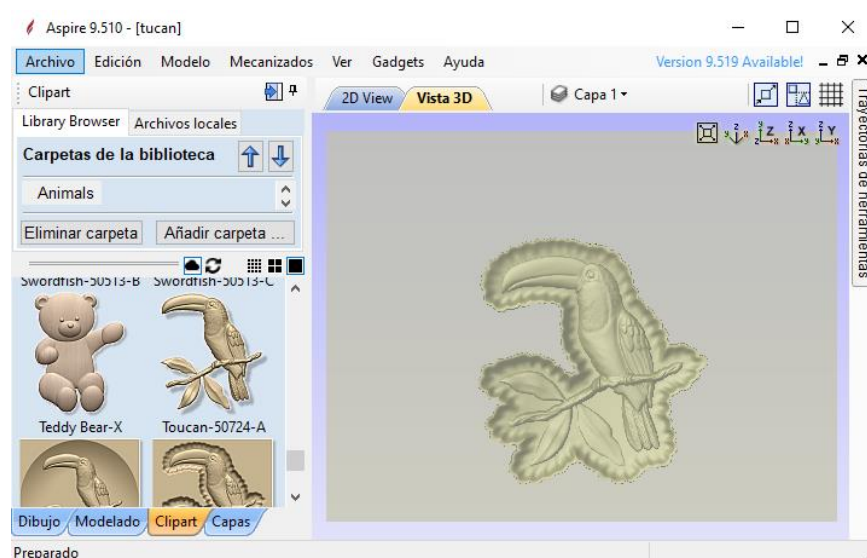 Aspire 9.510 - [tucan]
Archivo Edición Modelo Mecanizados Ver Gadgets Ayuda Version 9.519 Available!
Clipart
2D View Vista 3D Capa 1
Library Browser Archivos locales
Carpetas de la biblioteca
Animals
Eliminar carpeta Añadir carpeta ...
Swordfish-50513-B Swordfish-50513-C
Teddy Bear-X Toucan-50724-A
Dibujo Modelado Clipart Capas
Preparado
Trayectorias de herramientas